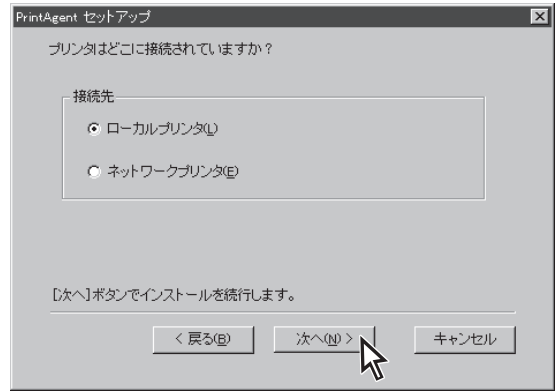 PrintAgent セットアップ
プリンタはどこに接続されていますか？
接続先
ローカルプリンタ(L)
ネットワークプリンタ(E)
[次へ]ボタンでインストールを続行します。
< 戻る(B) 次へ(N) > キャンセル